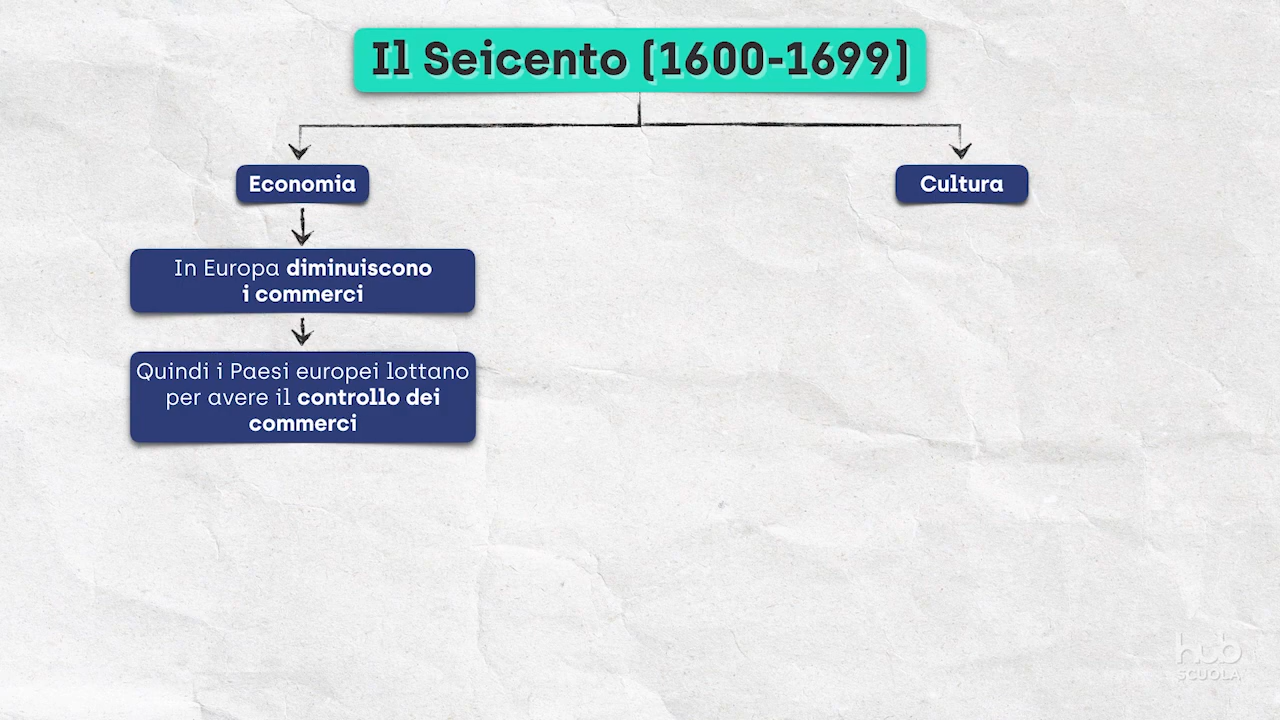 Il Seicento (1600-1699)
Economia
Cultura
In Europa diminuiscono
i commerci
Quindi i Paesi europei lottano
per avere il controllo dei
commerci
hub
SCUOLA